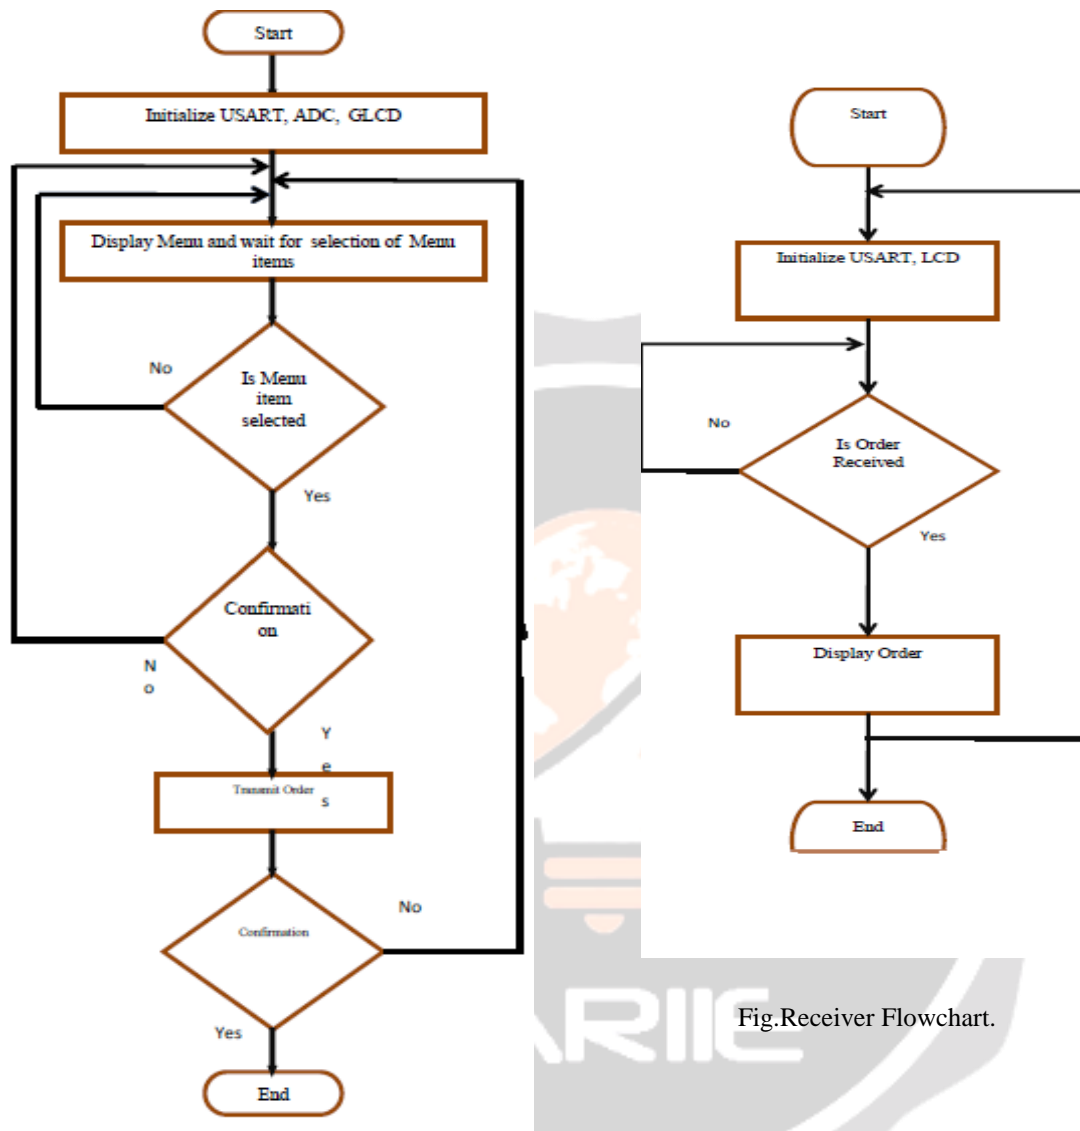 Start
Initialize USART, ADC, GLCD
Display Menu and wait for selection of Menu
items
No
Is Menu
item
selected
Yes
Confirmati
on
N
o
Y
e
s
Transmit Order
Confirmation
No
Yes
End
Start
Initialize USART, LCD
No
Is Order
Received
Yes
Display Order
End
Fig.Receiver Flowchart.
ARIIE